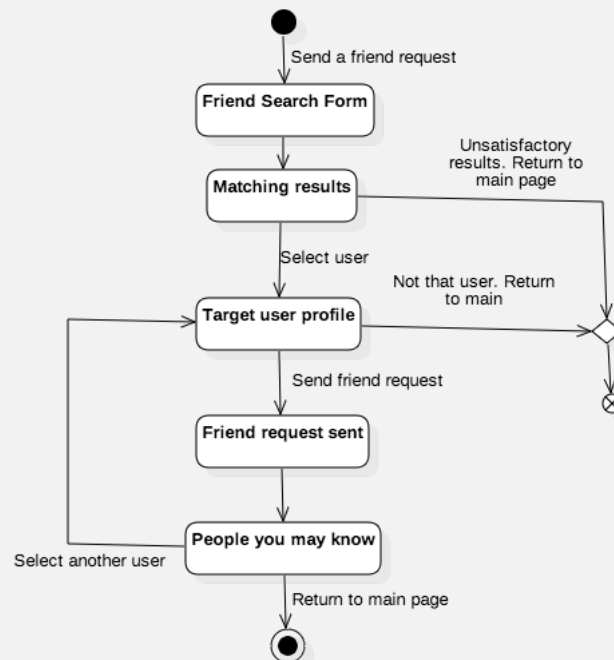 Send a friend request
Friend Search Form
Unsatisfactory
results. Return to
main page
Matching results
Select user
Not that user. Return
to main
Target user profile
Send friend request
Friend request sent
People you may know
Select another user
Return to main page